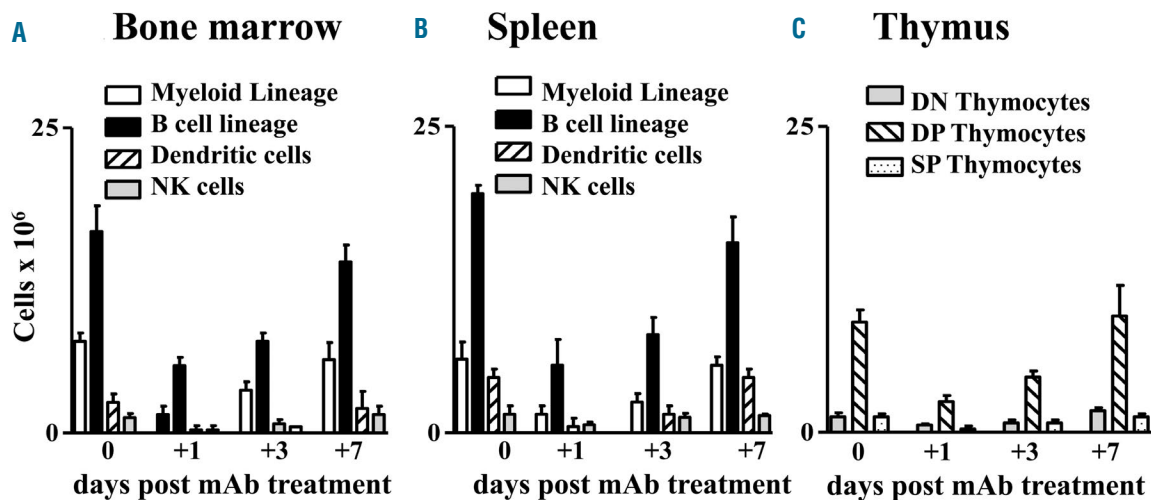 A Bone marrow
Myeloid Lineage
B cell lineage
Dendritic cells
NK cells
25
0
Cells x 10⁶
0 +1 +3 +7
days post mAb treatment
B Spleen
Myeloid Lineage
B cell lineage
Dendritic cells
NK cells
25
0
0 +1 +3 +7
days post mAb treatment
C Thymus
DN Thymocytes
DP Thymocytes
SP Thymocytes
25
0
0 +1 +3 +7
days post mAb treatment